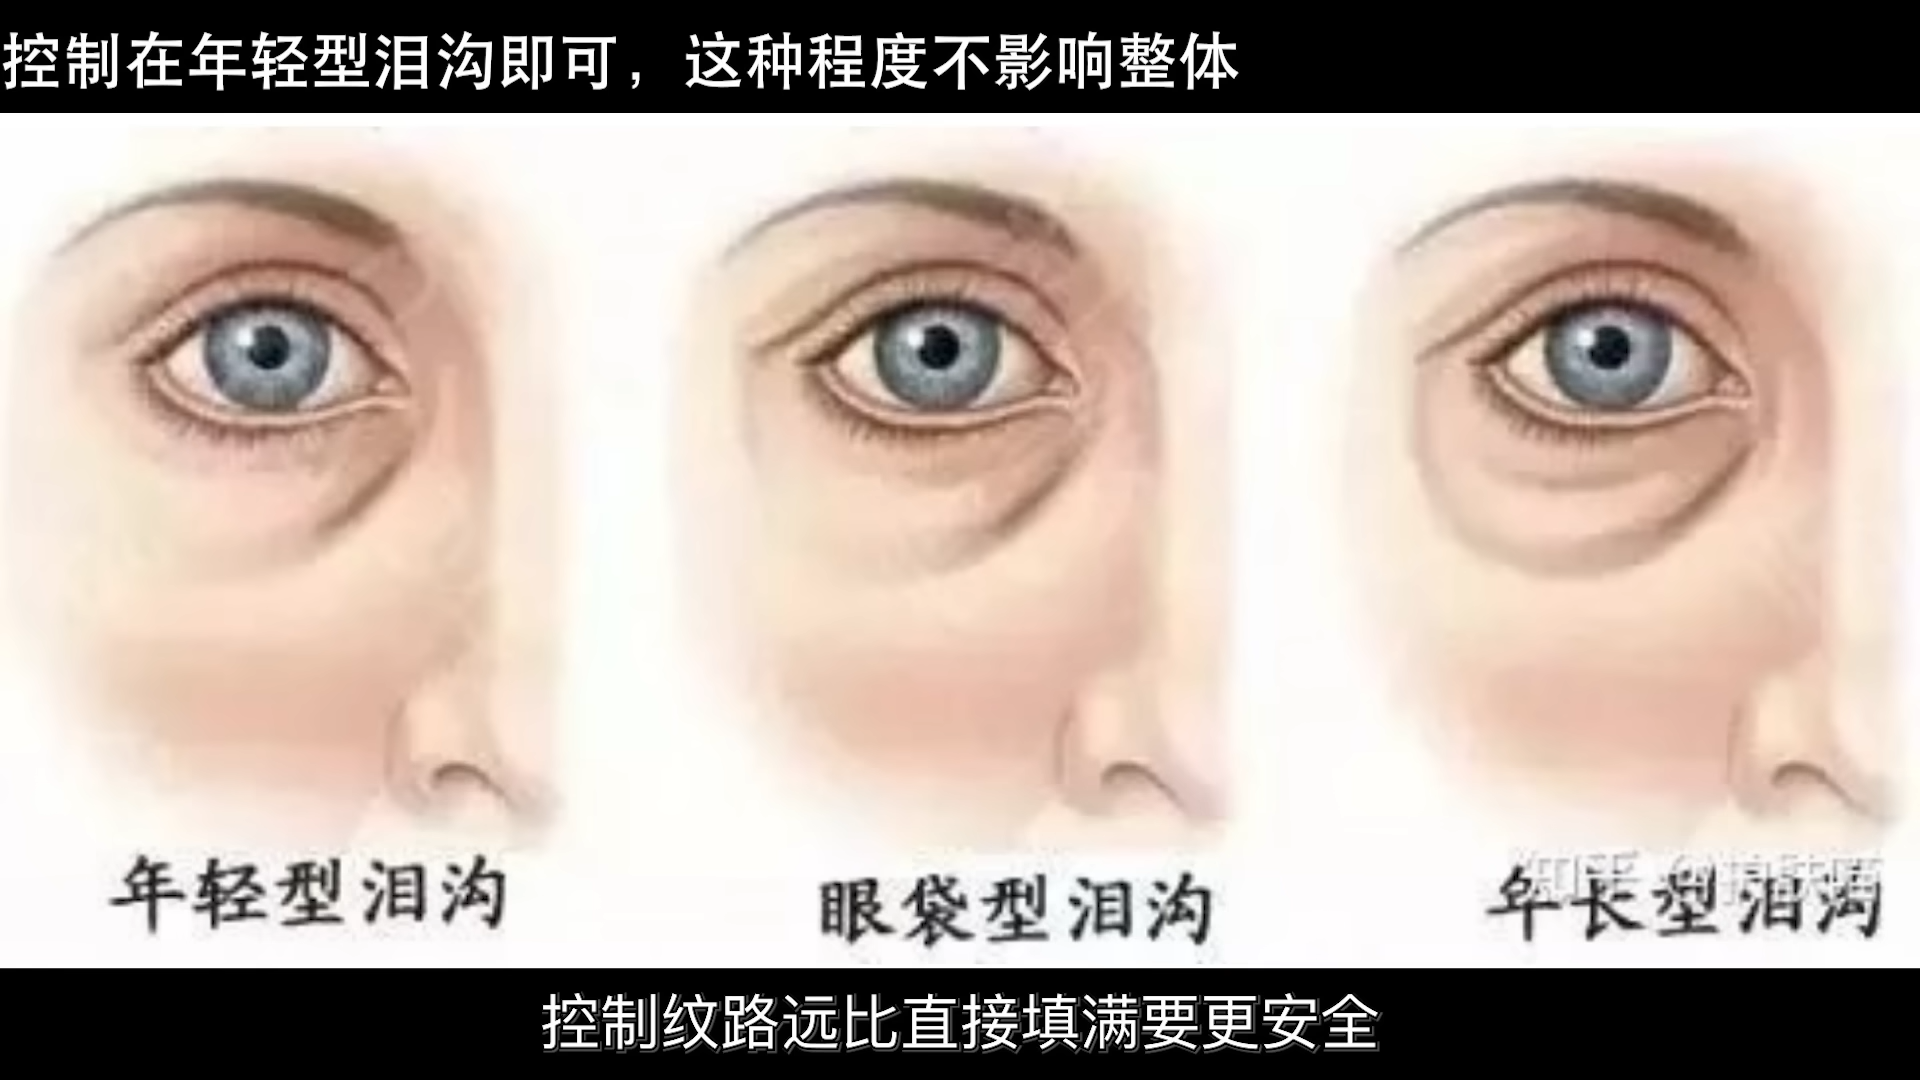 控制在年轻型泪沟即可，这种程度不影响整体
年轻型泪沟
眼袋型泪沟
年长型泪沟
控制纹路远比直接填满要更安全